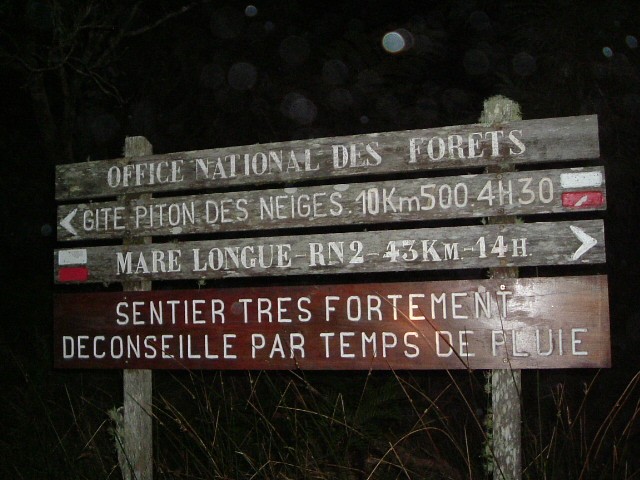 OFFICE NATIONAL DES FORETS
GITE PITON DES NEIGES. 10Km500. 4H30
MARE LONGUE-RN2-43KM-14H.
SENTIER TRES FORTEMENT
DECONSEILLE PAR TEMPS DE PLUIE